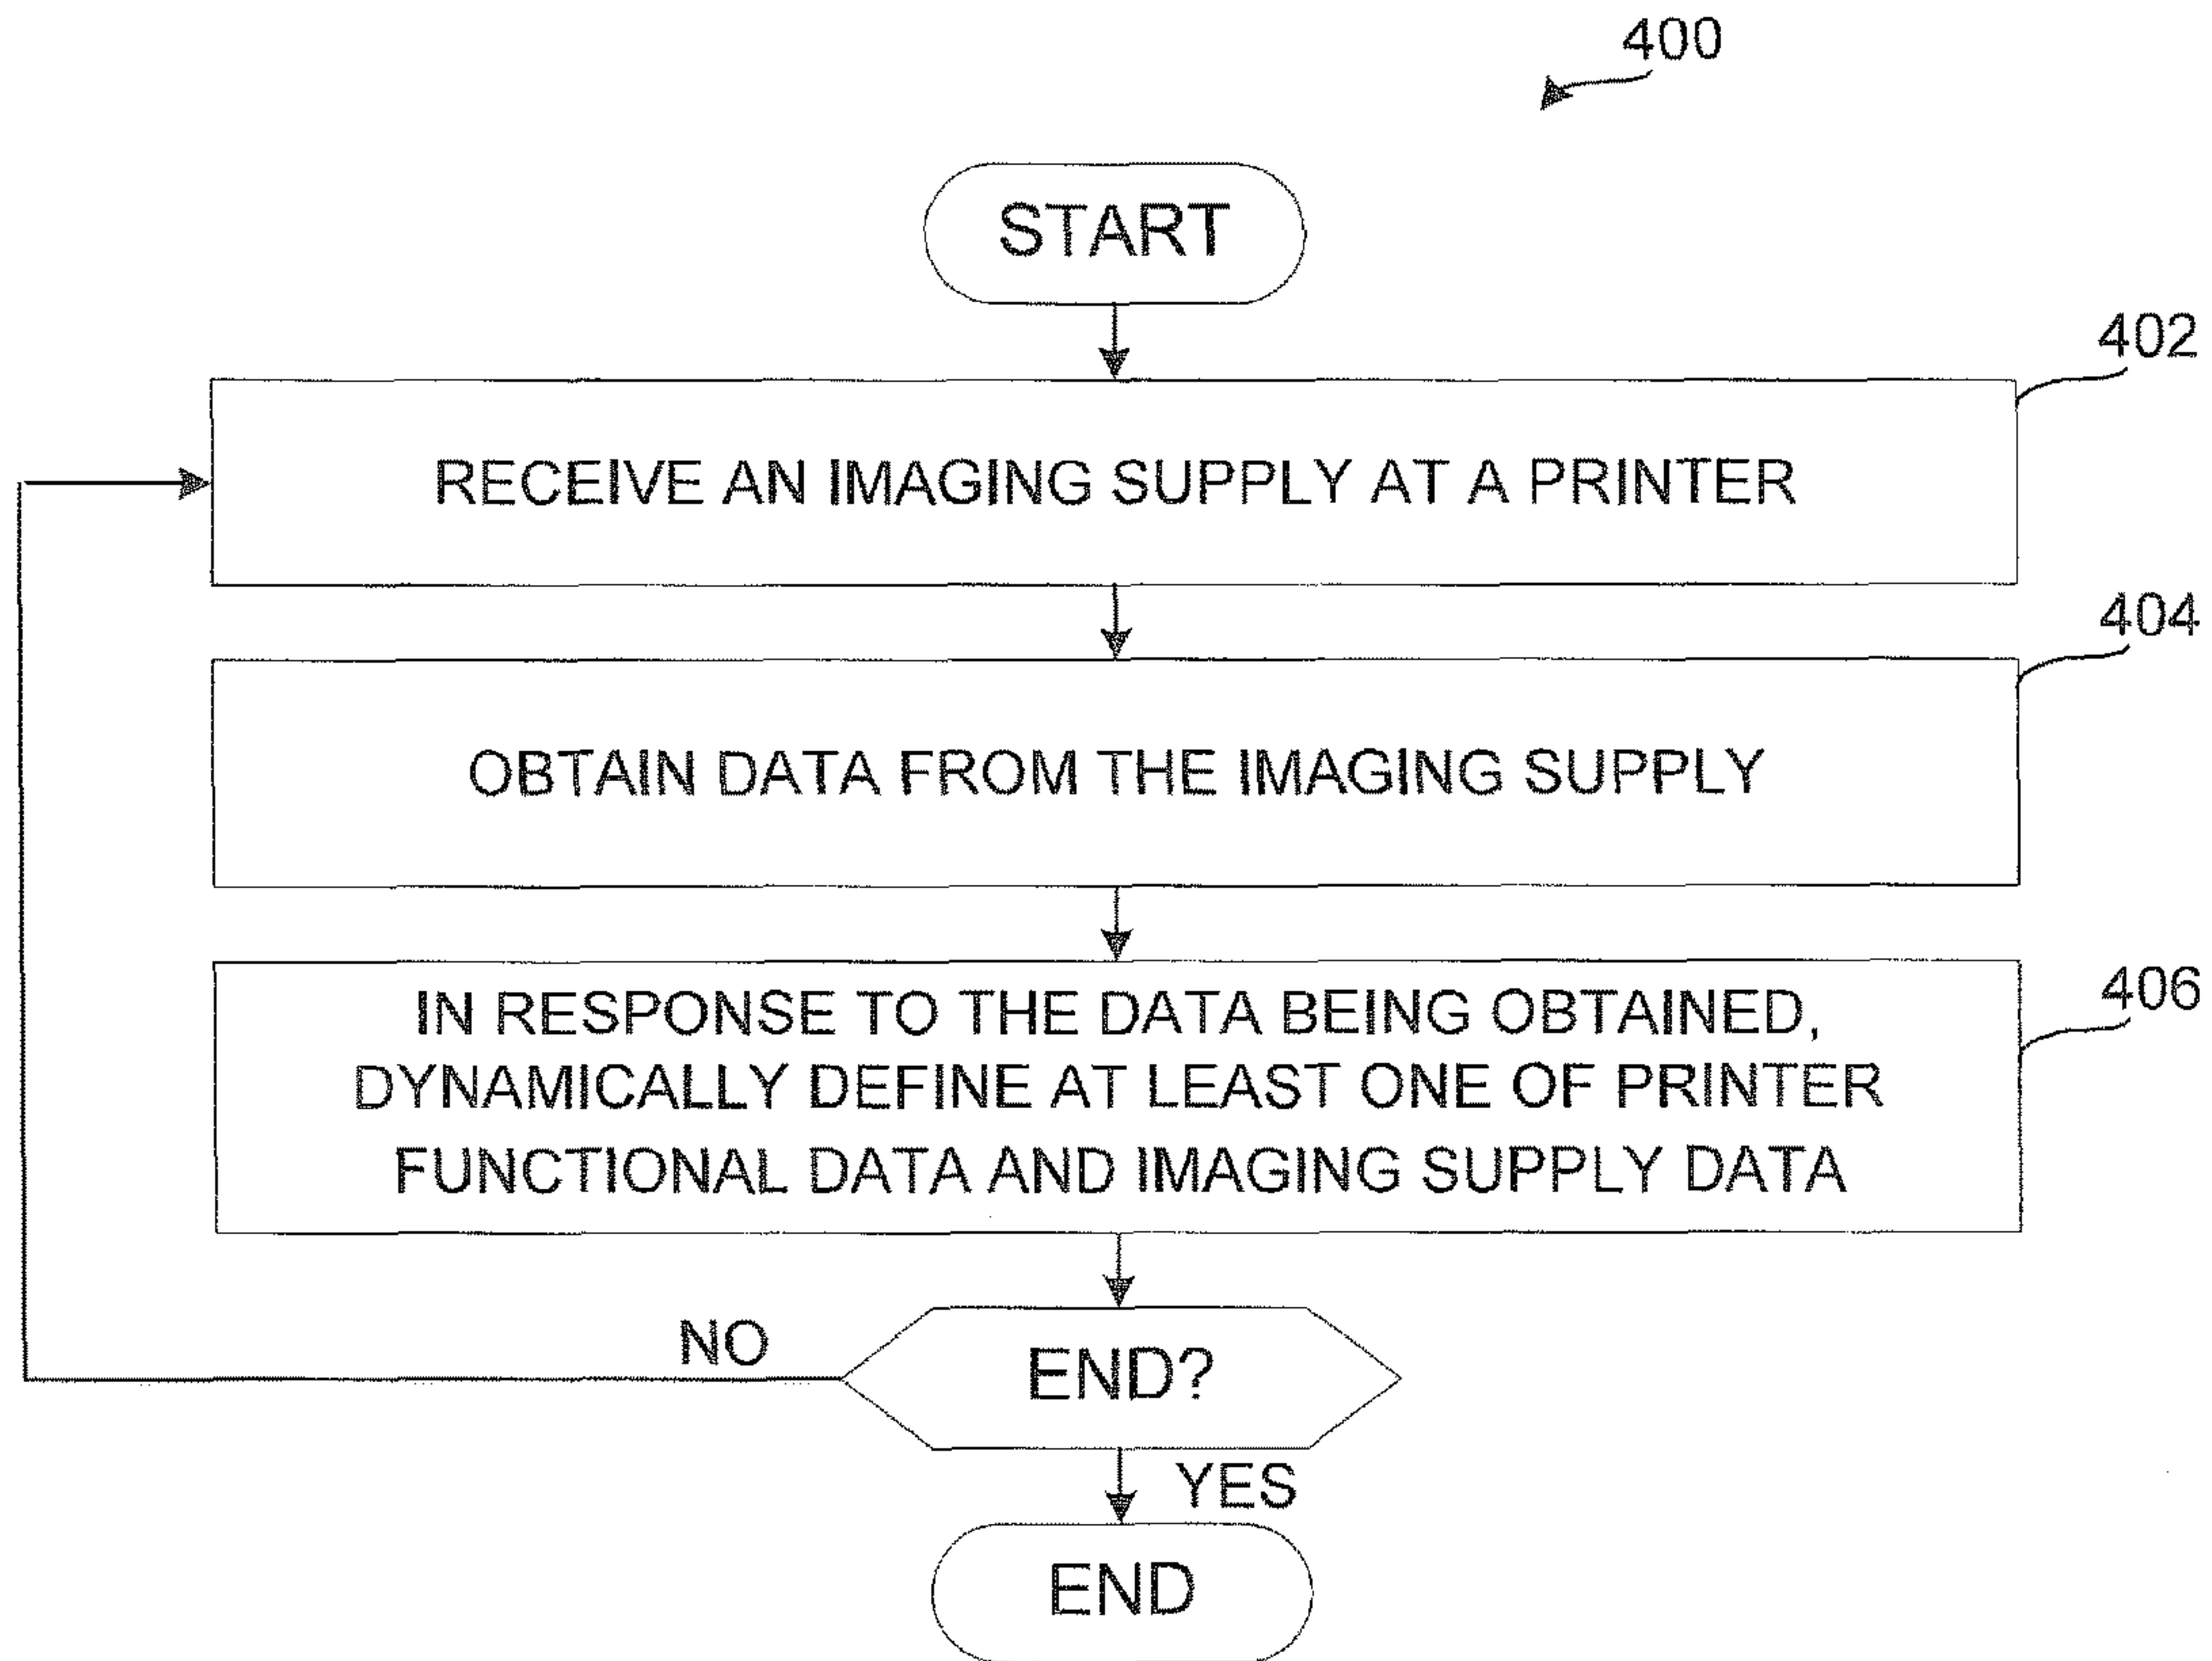 400
START
402
RECEIVE AN IMAGING SUPPLY AT A PRINTER
404
OBTAIN DATA FROM THE IMAGING SUPPLY
406
IN RESPONSE TO THE DATA BEING OBTAINED,
DYNAMICALLY DEFINE AT LEAST ONE OF PRINTER
FUNCTIONAL DATA AND IMAGING SUPPLY DATA
NO
END?
YES
END